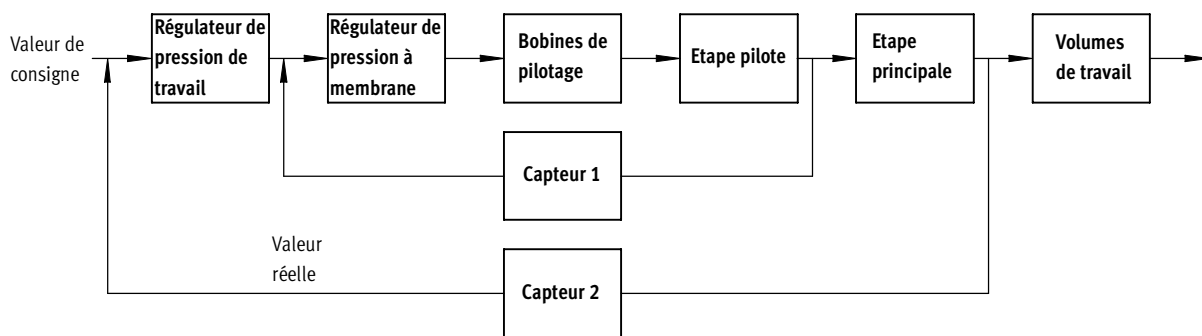 Valeur de
consigne
Régulateur de
pression de
travail
Régulateur de
pression à
membrane
Bobines de
pilotage
Etape pilote
Etape
principale
Volumes
de travail
Capteur 1
Valeur
réelle
Capteur 2